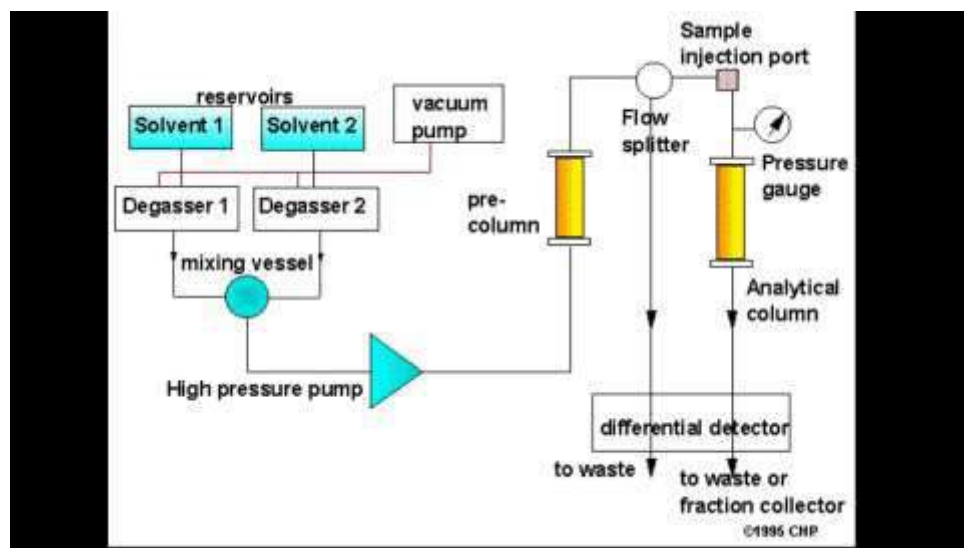 Sample
injection port
reservoirs
Solvent 1
Solvent 2
vacuum
pump
Flow
splitter
Pressure
gauge
Degasser 1
Degasser 2
pre-
column
mixing vessel
Analytical
column
High pressure pump
differential detector
to waste
to waste or
fraction collector
©1995 CHP